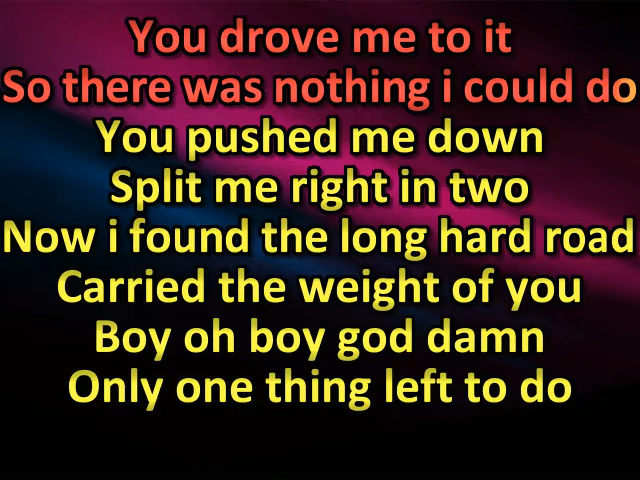 You drove me to it
So there was nothing i could do
You pushed me down
Split me right in two
Now i found the long hard road
Carried the weight of you
Boy oh boy god damn
Only one thing left to do